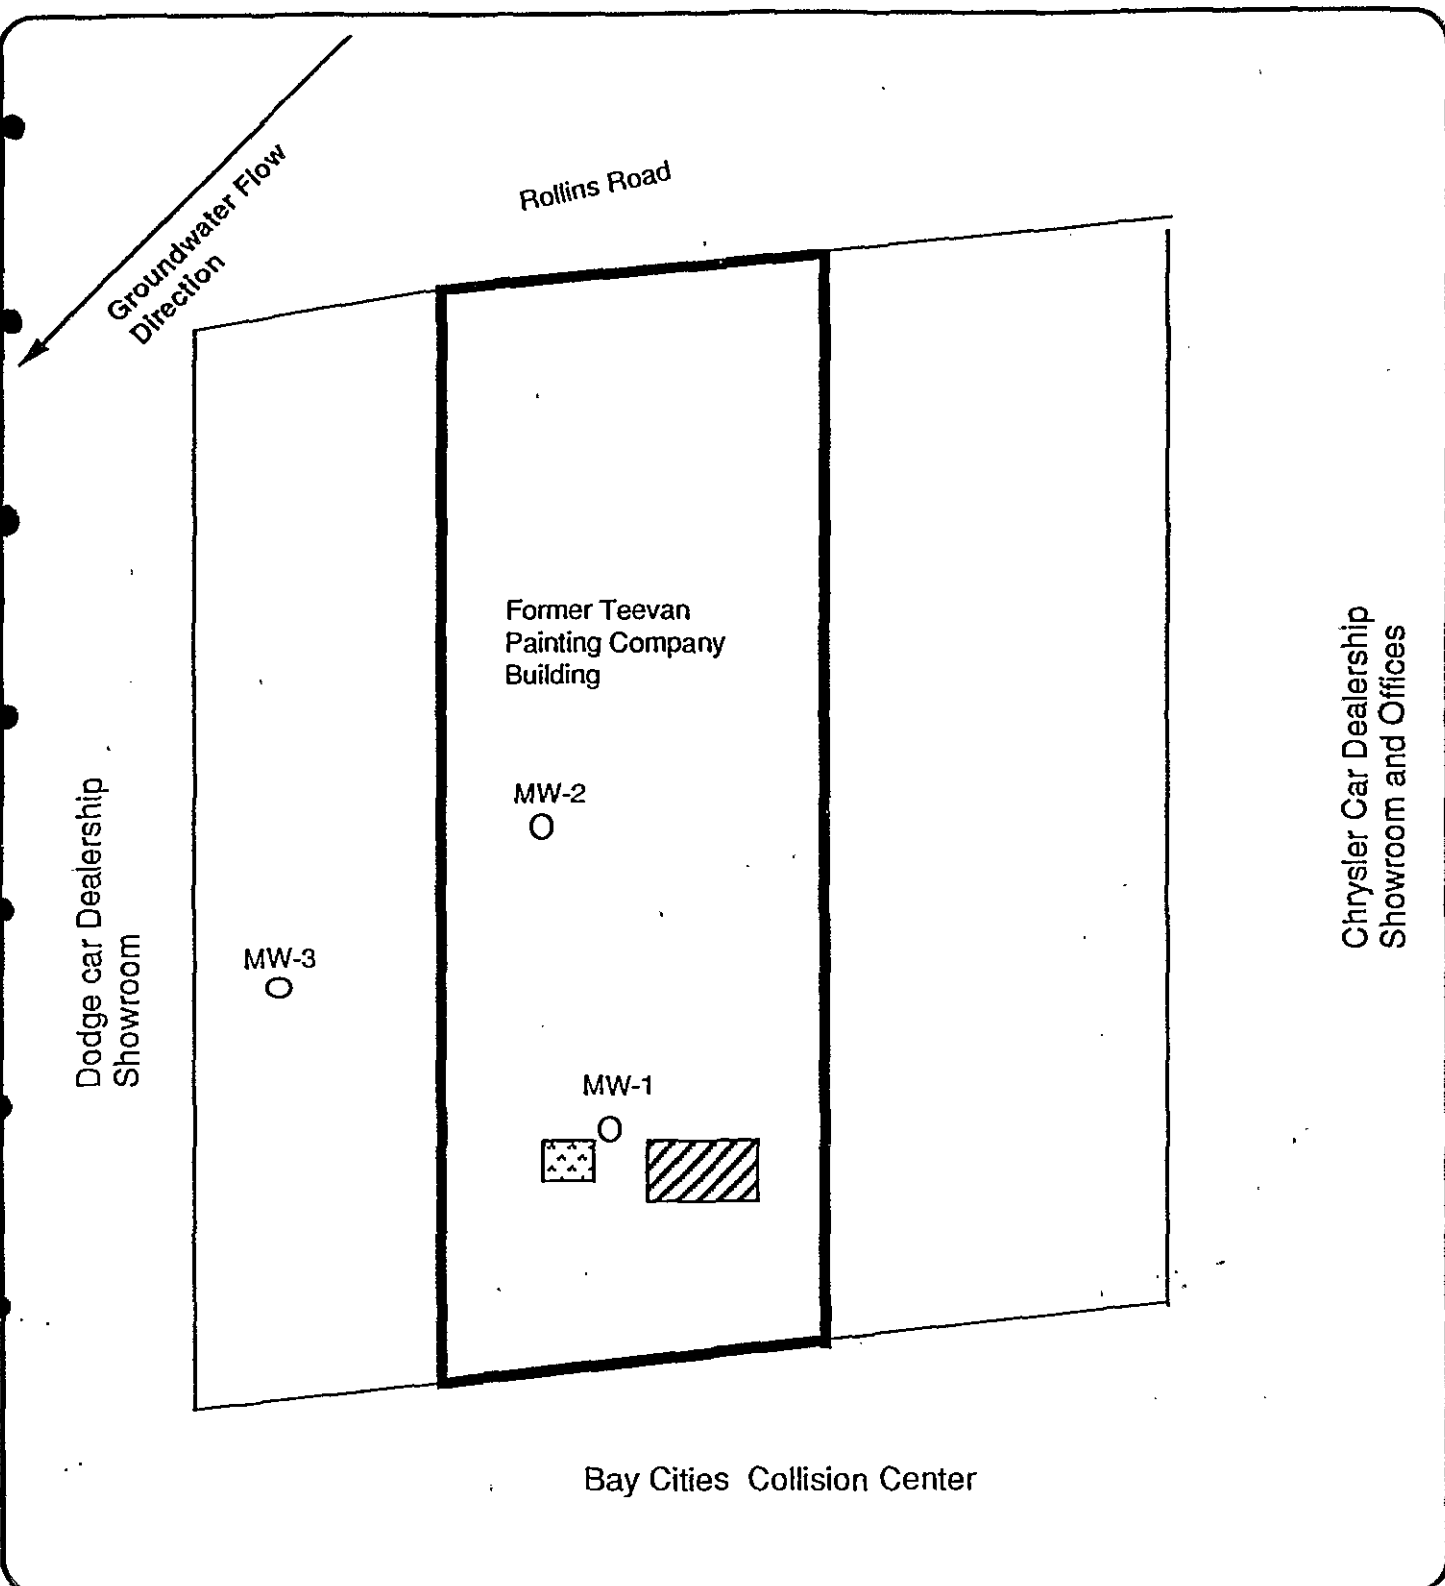 Groundwater Flow
Direction
Rollins Road
Former Teevan
Painting Company
Building
MW-2
MW-3
MW-1
Dodge car Dealership
Showroom
Chrysler Car Dealership
Showroom and Offices
Bay Cities Collision Center